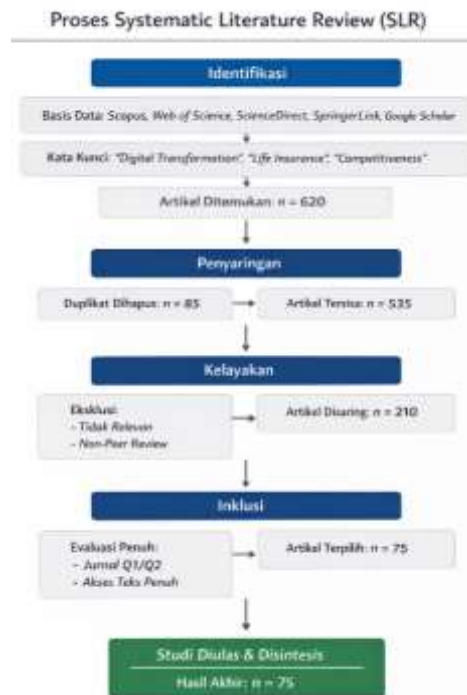 Proses Systematic Literature Review (SLR)
Identifikasi
Basis Data: Scopus, Web of Science, ScienceDirect, SpringerLink, Google Scholar
Kata Kunci: "Digital Transformation", "Life Insurance", "Competitiveness"
Artikel Ditemukan: n = 620
Penyaringan
Duplikat Dihapus: n = 85
Artikel Tersisa: n = 535
Kelayakan
Eksklusi:
– Tidak Relevan
– Non-Peer Review
Artikel Disaring: n = 210
Inklusi
Evaluasi Penuh:
– Jurnal Q1/Q2
– Akses Teks Penuh
Artikel Terpilih: n = 75
Studi Diulas & Disintesis
Hasil Akhir: n = 75